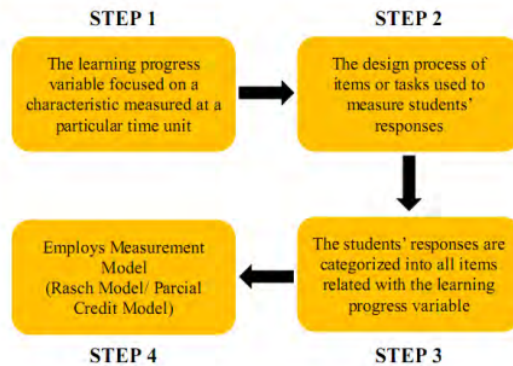 STEP 1
The learning progress
variable focused on a
characteristic measured at a
particular time unit
STEP 2
The design process of
items or tasks used to
measure students'
responses
The students' responses are
categorized into all items
related with the learning
progress variable
STEP 3
Employs Measurement
Model
(Rasch Model/ Parcial
Credit Model)
STEP 4